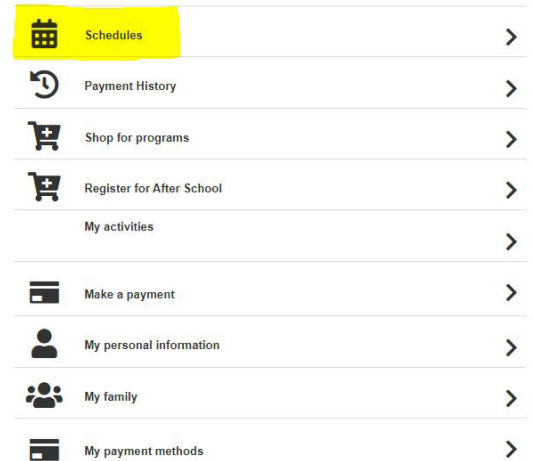 Schedules
Payment History
Shop for programs
Register for After School
My activities
Make a payment
My personal information
My family
My payment methods